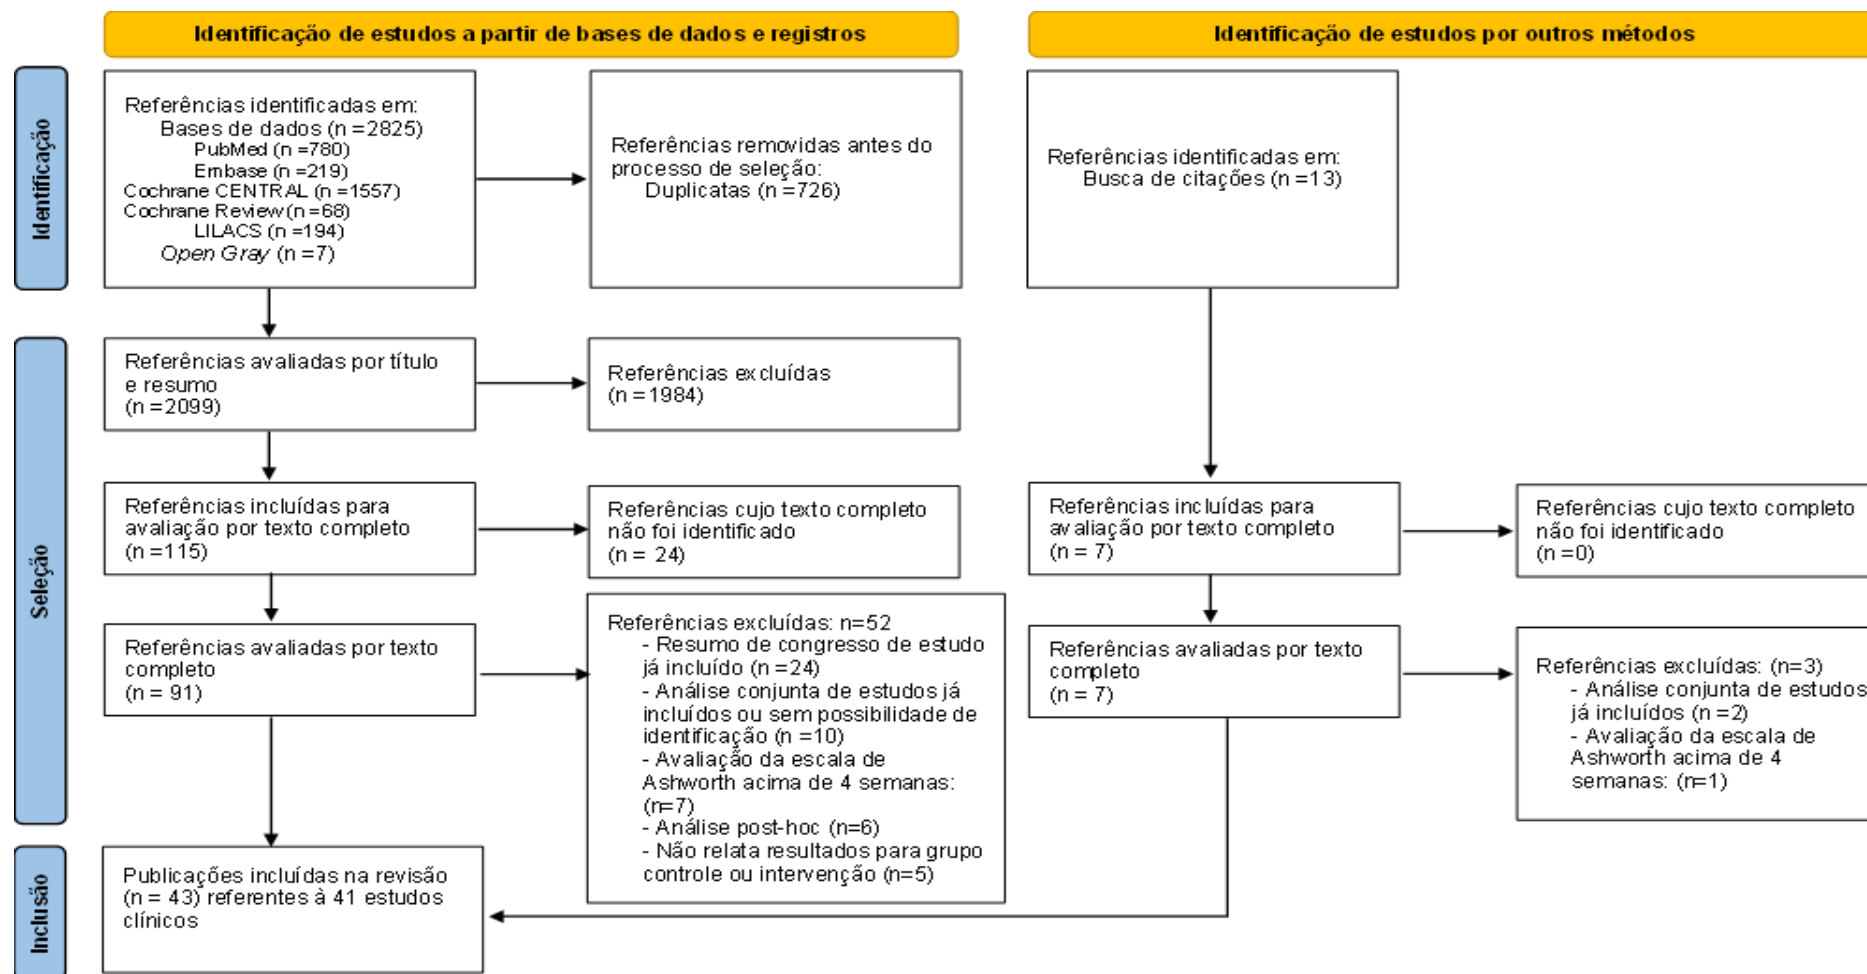 Identificação de estudos a partir de bases de dados e registros
Identificação de estudos por outros métodos
Identificação
Referências identificadas em:
Bases de dados (n =2825)
PubMed (n =780)
Embase (n =219)
Cochrane CENTRAL (n =1557)
Cochrane Review (n =68)
LILACS (n =194)
Open Gray (n =7)
Referências removidas antes do
processo de seleção:
Duplicatas (n =726)
Referências identificadas em:
Busca de citações (n =13)
Seleção
Referências avaliadas por título
e resumo
(n =2099)
Referências excluídas
(n =1984)
Referências incluídas para
avaliação por texto completo
(n =115)
Referências cujo texto completo
não foi identificado
(n = 24)
Referências incluídas para
avaliação por texto completo
(n = 7)
Referências cujo texto completo
não foi identificado
(n =0)
Referências avaliadas por texto
completo
(n = 91)
Referências excluídas: n=52
- Resumo de congresso de estudo
já incluído (n =24)
- Análise conjunta de estudos já
incluídos ou sem possibilidade de
identificação (n =10)
- Avaliação da escala de
Ashworth acima de 4 semanas:
(n=7)
- Análise post-hoc (n=6)
- Não relata resultados para grupo
controle ou intervenção (n=5)
Referências avaliadas por texto
completo
(n = 7)
Referências excluídas: (n=3)
- Análise conjunta de estudos
já incluídos (n =2)
- Avaliação da escala de
Ashworth acima de 4
semanas: (n=1)
Inclusão
Publicações incluídas na revisão
(n = 43) referentes à 41 estudos
clínicos